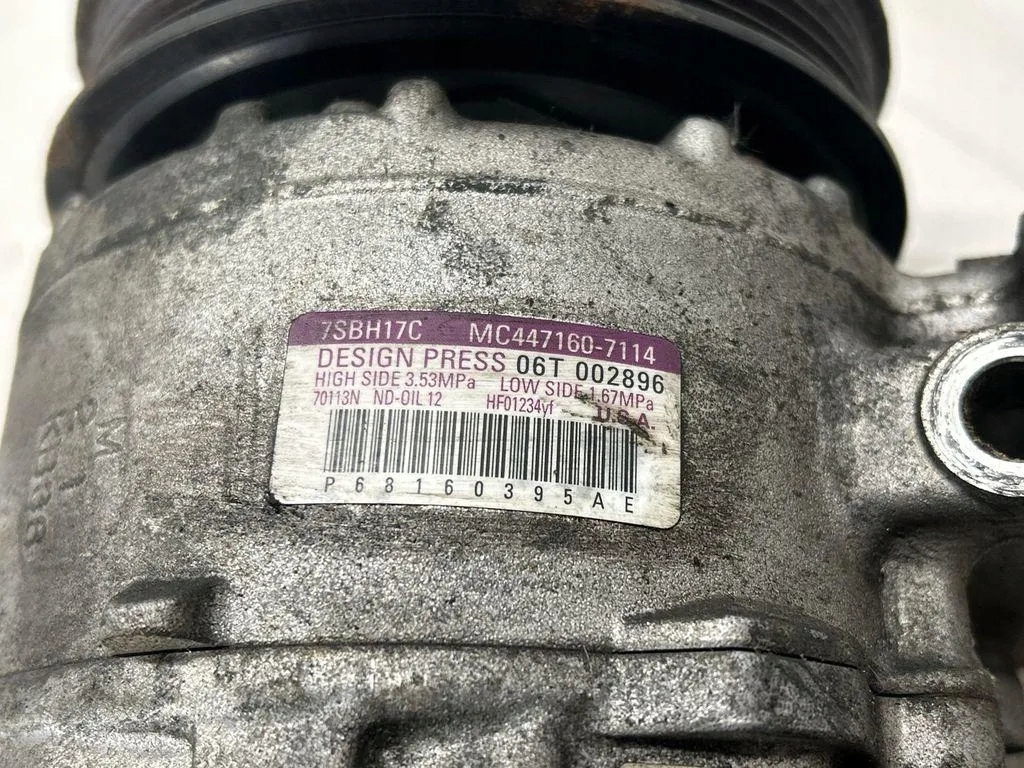 7SBH17C MC447160-7114
DESIGN PRESS 06T 002896
HIGH SIDE 3.53MPa LOW SIDE 1.67MPa
70113N ND-OIL 12 HF01234yf U.S.A.
P68160395AE